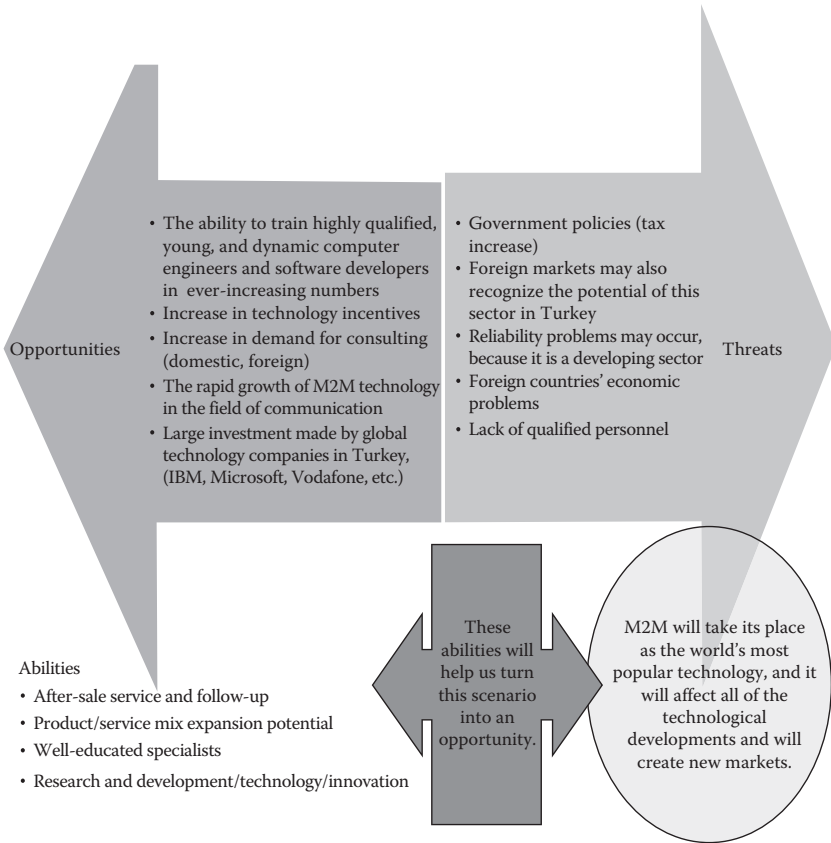 Opportunities
• The ability to train highly qualified,
young, and dynamic computer
engineers and software developers
in ever-increasing numbers
• Increase in technology incentives
• Increase in demand for consulting
(domestic, foreign)
• The rapid growth of M2M technology
in the field of communication
• Large investment made by global
technology companies in Turkey,
(IBM, Microsoft, Vodafone, etc.)
• Government policies (tax
increase)
• Foreign markets may also
recognize the potential of this
sector in Turkey
• Reliability problems may occur,
because it is a developing sector
• Foreign countries' economic
problems
• Lack of qualified personnel
Threats
Abilities
• After-sale service and follow-up
• Product/service mix expansion potential
• Well-educated specialists
• Research and development/technology/innovation
These
abilities will
help us turn
this scenario
into an
opportunity.
M2M will take its place
as the world's most
popular technology, and it
will affect all of the
technological
developments and will
create new markets.